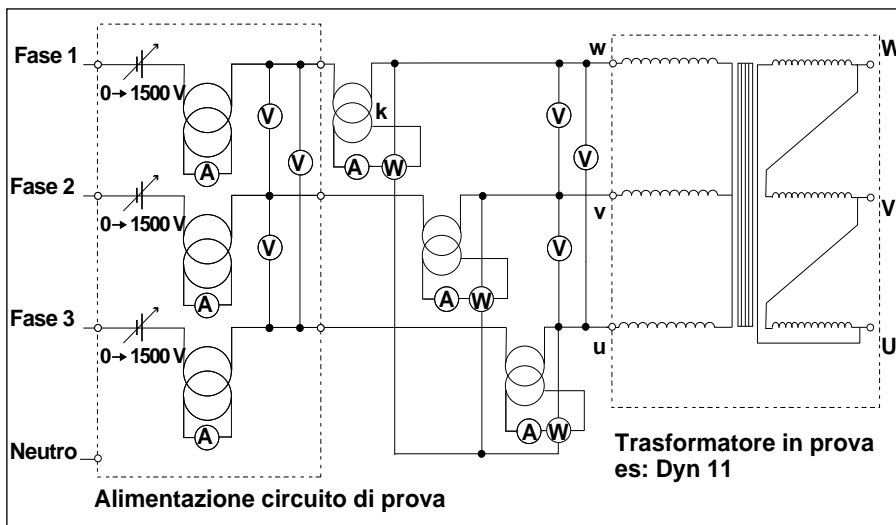 Fase 1
0→1500 V
A
V
V
k
A
W
w
V
V
W
Fase 2
0→1500 V
A
V
A
W
v
V
V
Fase 3
0→1500 V
A
A
W
u
U
Neutro
Trasformatore in prova
es: Dyn 11
Alimentazione circuito di prova